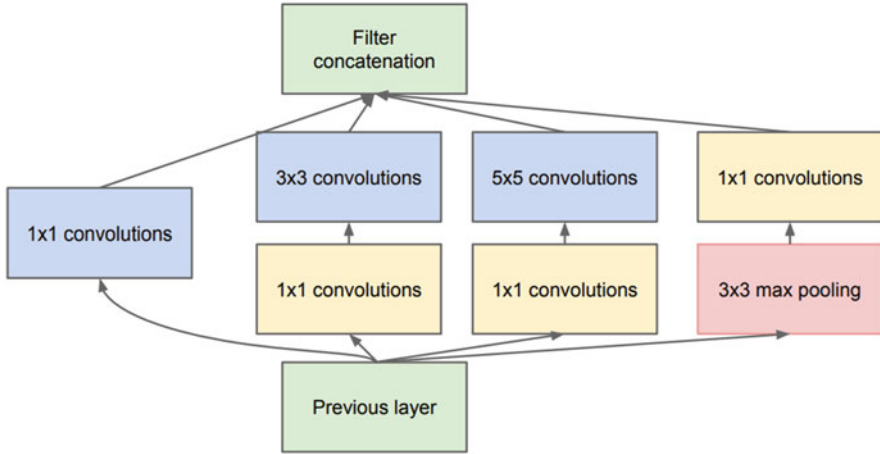 Filter
concatenation
3x3 convolutions
5x5 convolutions
1x1 convolutions
1x1 convolutions
1x1 convolutions
1x1 convolutions
3x3 max pooling
Previous layer